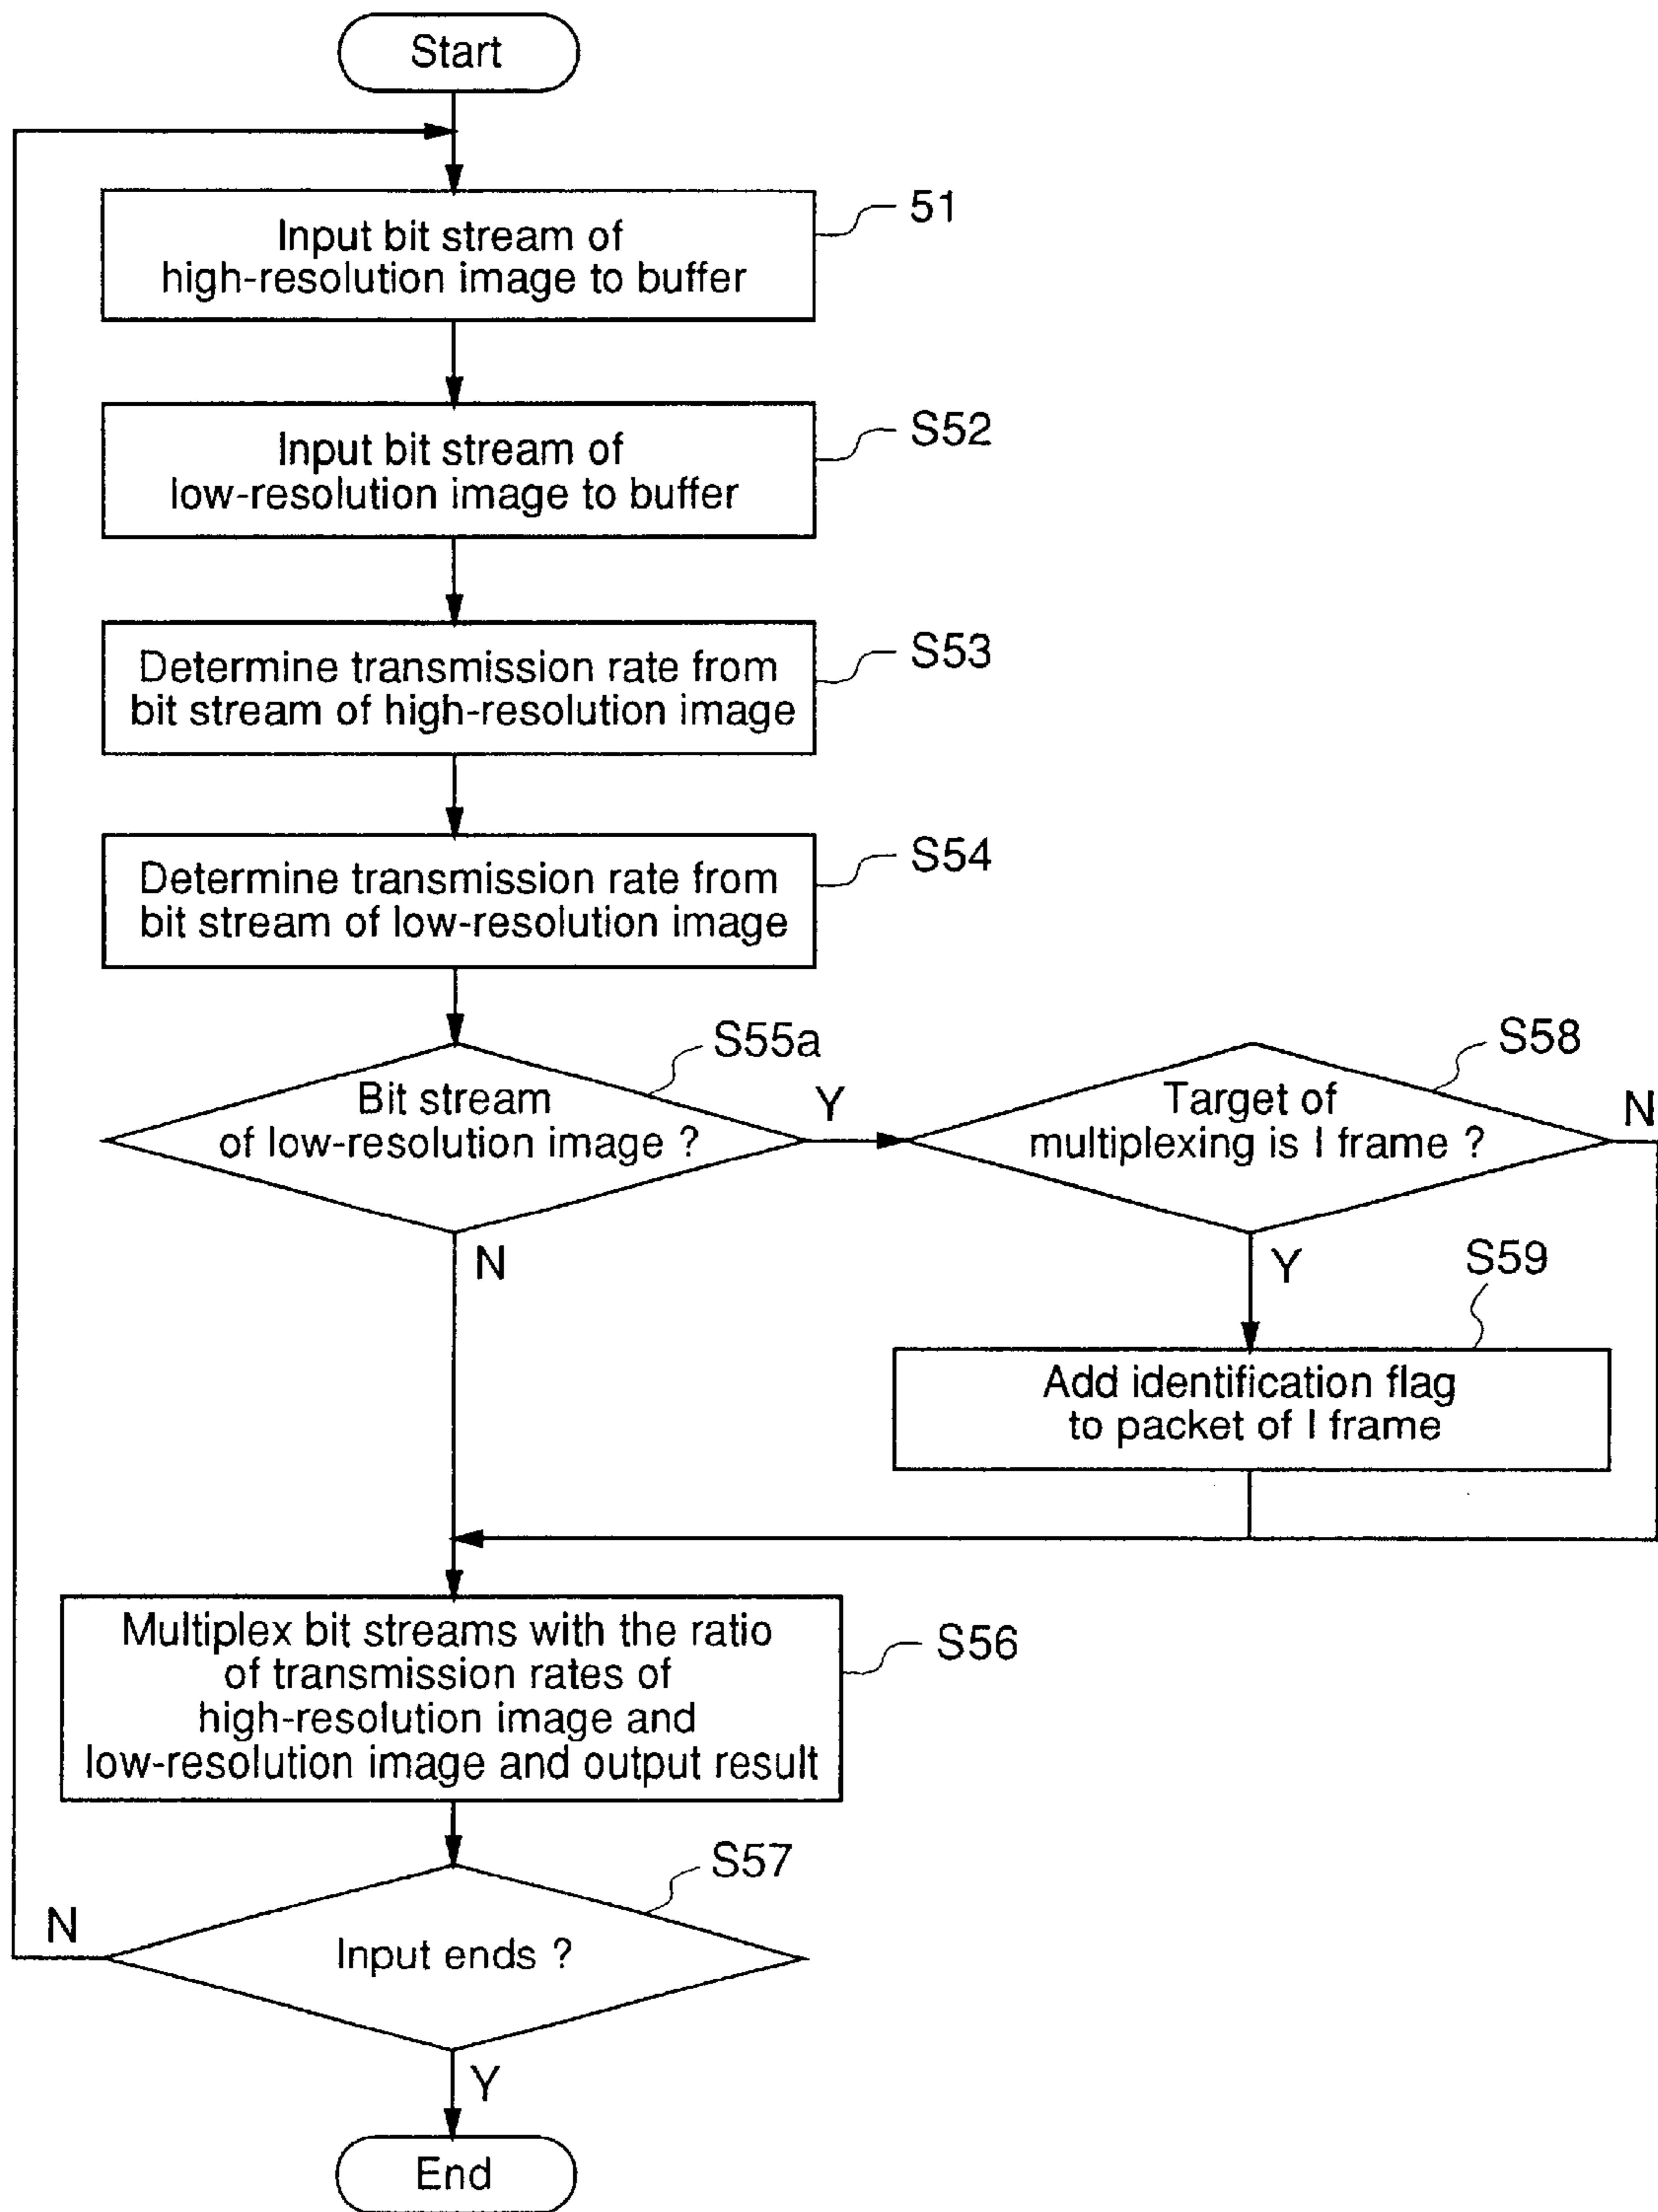 Start
51
Input bit stream of
high-resolution image to buffer
S52
Input bit stream of
low-resolution image to buffer
S53
Determine transmission rate from
bit stream of high-resolution image
S54
Determine transmission rate from
bit stream of low-resolution image
S55a
Bit stream
of low-resolution image ?
Y
N
S58
Target of
multiplexing is I frame ?
N
Y
S59
Add identification flag
to packet of I frame
S56
Multiplex bit streams with the ratio
of transmission rates of
high-resolution image and
low-resolution image and output result
S57
Input ends ?
N
Y
End